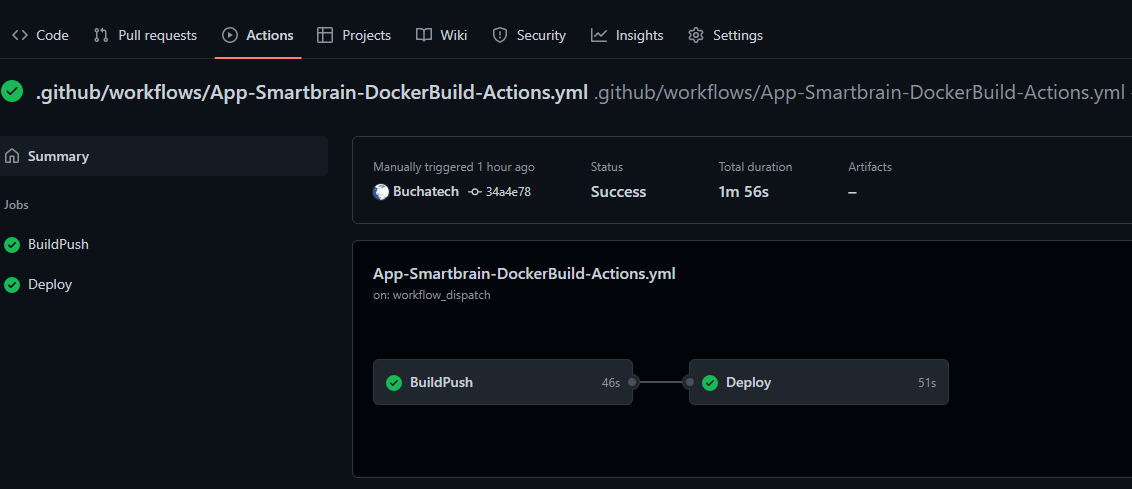 Code Pull requests Actions Projects Wiki Security Insights Settings
.github/workflows/App-Smartbrain-DockerBuild-Actions.yml .github/workflows/App-Smartbrain-DockerBuild-Actions.yml
Summary
Jobs
BuildPush
Deploy
Manually triggered 1 hour ago
Buchatech 34a4e78
Status
Success
Total duration
1m 56s
Artifacts
–
App-Smartbrain-DockerBuild-Actions.yml
on: workflow_dispatch
BuildPush 46s
Deploy 51s